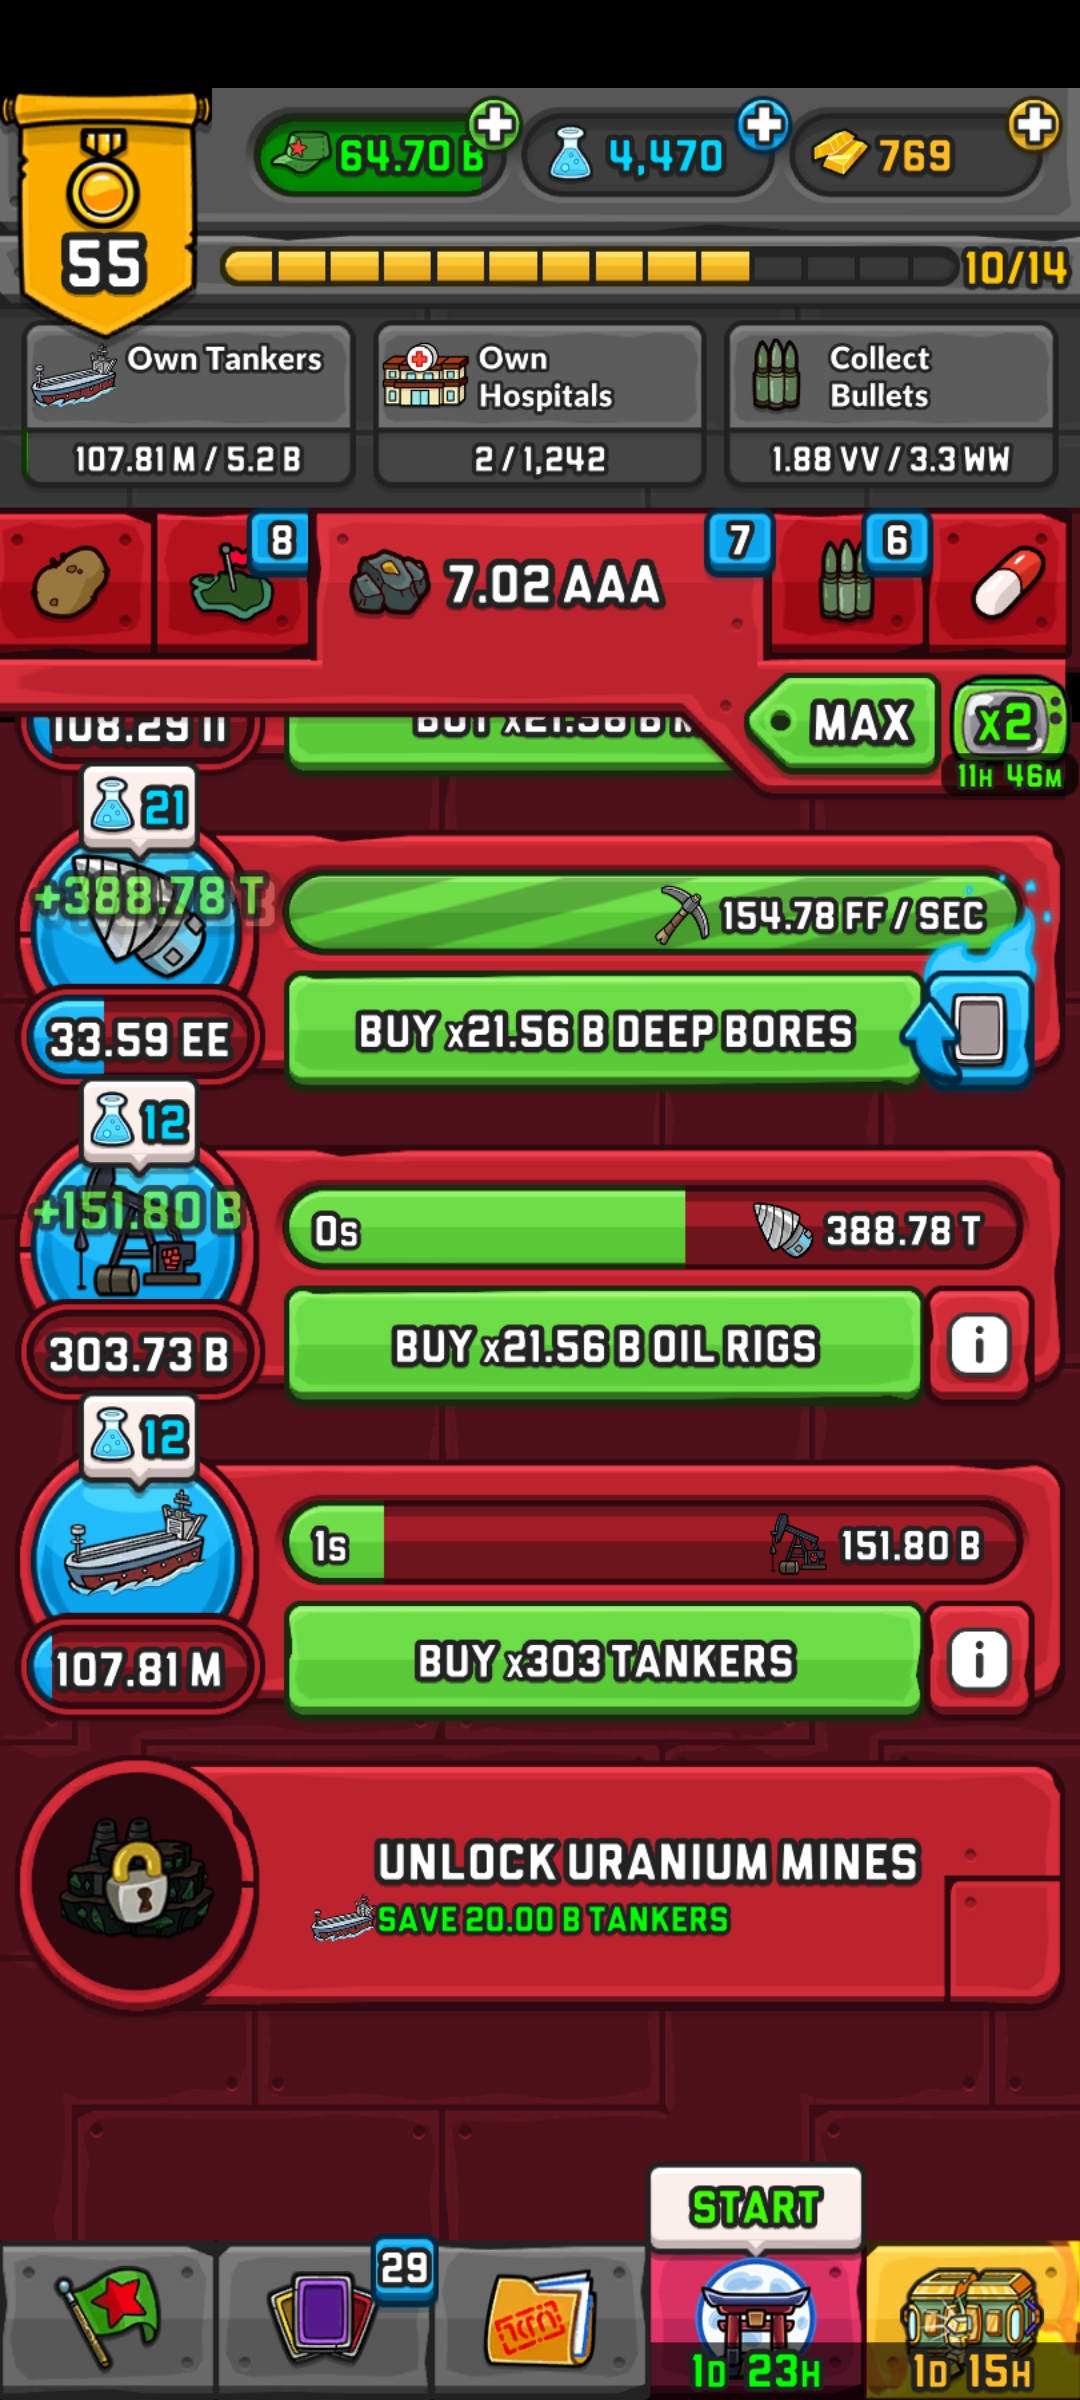 64.70 B
4,470
769
55
10/14
Own Tankers
107.81 M / 5.2 B
Own
Hospitals
2 / 1,242
Collect
Bullets
1.88 VV / 3.3 WW
8
7.02 AAA
7
6
MAX
x2
11H 46M
108.29 II
BUY x21.56 B
21
+388.78 T
154.78 FF / SEC
33.59 EE
BUY x21.56 B DEEP BORES
12
+151.80 B
0s
388.78 T
303.73 B
BUY x21.56 B OIL RIGS
i
12
1s
151.80 B
107.81 M
BUY x303 TANKERS
i
UNLOCK URANIUM MINES
SAVE 20.00 B TANKERS
START
29
1D 23H
1D 15H